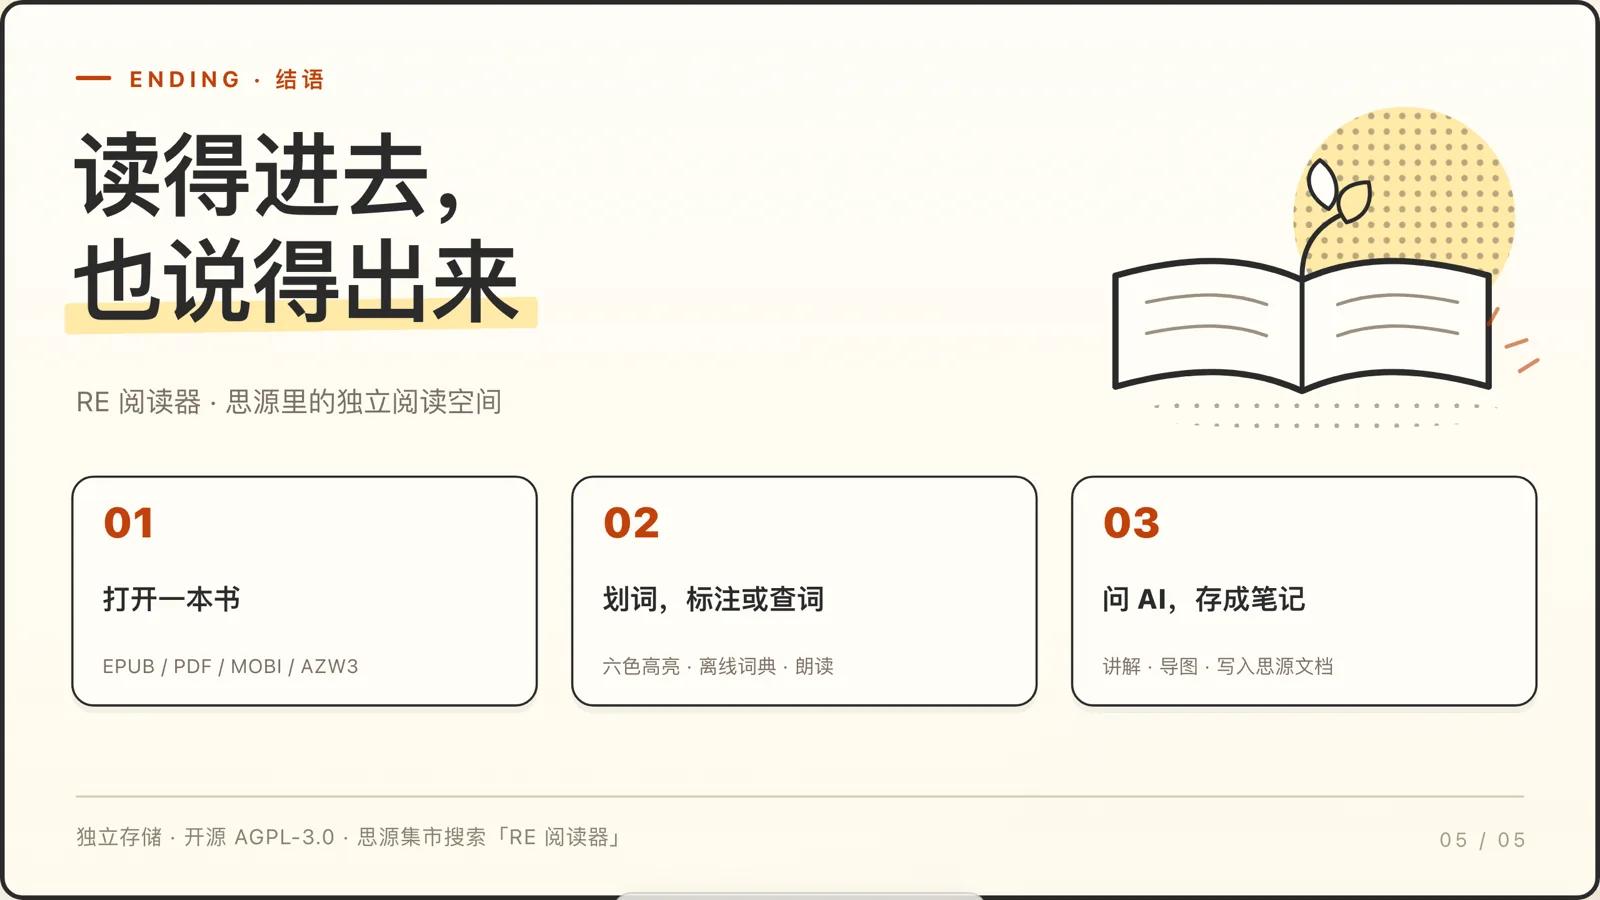 ENDING · 结语
读得进去，
也说得出来
RE 阅读器 · 思源里的独立阅读空间
01
打开一本书
EPUB / PDF / MOBI / AZW3
02
划词，标注或查词
六色高亮 · 离线词典 · 朗读
03
问 AI，存成笔记
讲解 · 导图 · 写入思源文档
独立存储 · 开源 AGPL-3.0 · 思源集市搜索「RE 阅读器」
05 / 05